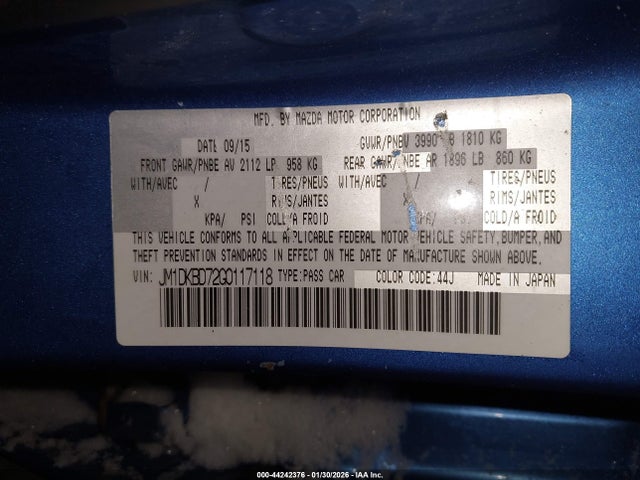 MFD. BY MAZDA MOTOR CORPORATION
DATE 09/15 GVWR/PNBV 3990 LB 1810 KG
FRONT GAWR/PNBE AV 2112 LP 958 KG REAR GAWR/PNBE AR 1896 LB 860 KG
WITH/AVEC / TIRES/PNEUS WITH/AVEC / TIRES/PNEUS
X RIMS/JANTES X RIMS/JANTES
KPA/ PSI COLD/A FROID KPA/ PSI COLD/A FROID
THIS VEHICLE CONFORMS TO ALL APPLICABLE FEDERAL MOTOR VEHICLE SAFETY, BUMPER, AND
THEFT PREVENTION STANDARDS IN EFFECT ON THE DATE OF MANUFACTURE SHOWN ABOVE.
VIN: JM1DKBD72G0117118 TYPE: PASS CAR COLOR CODE: 44J MADE IN JAPAN
000-44242376 - 01/30/2026 - IAA Inc.